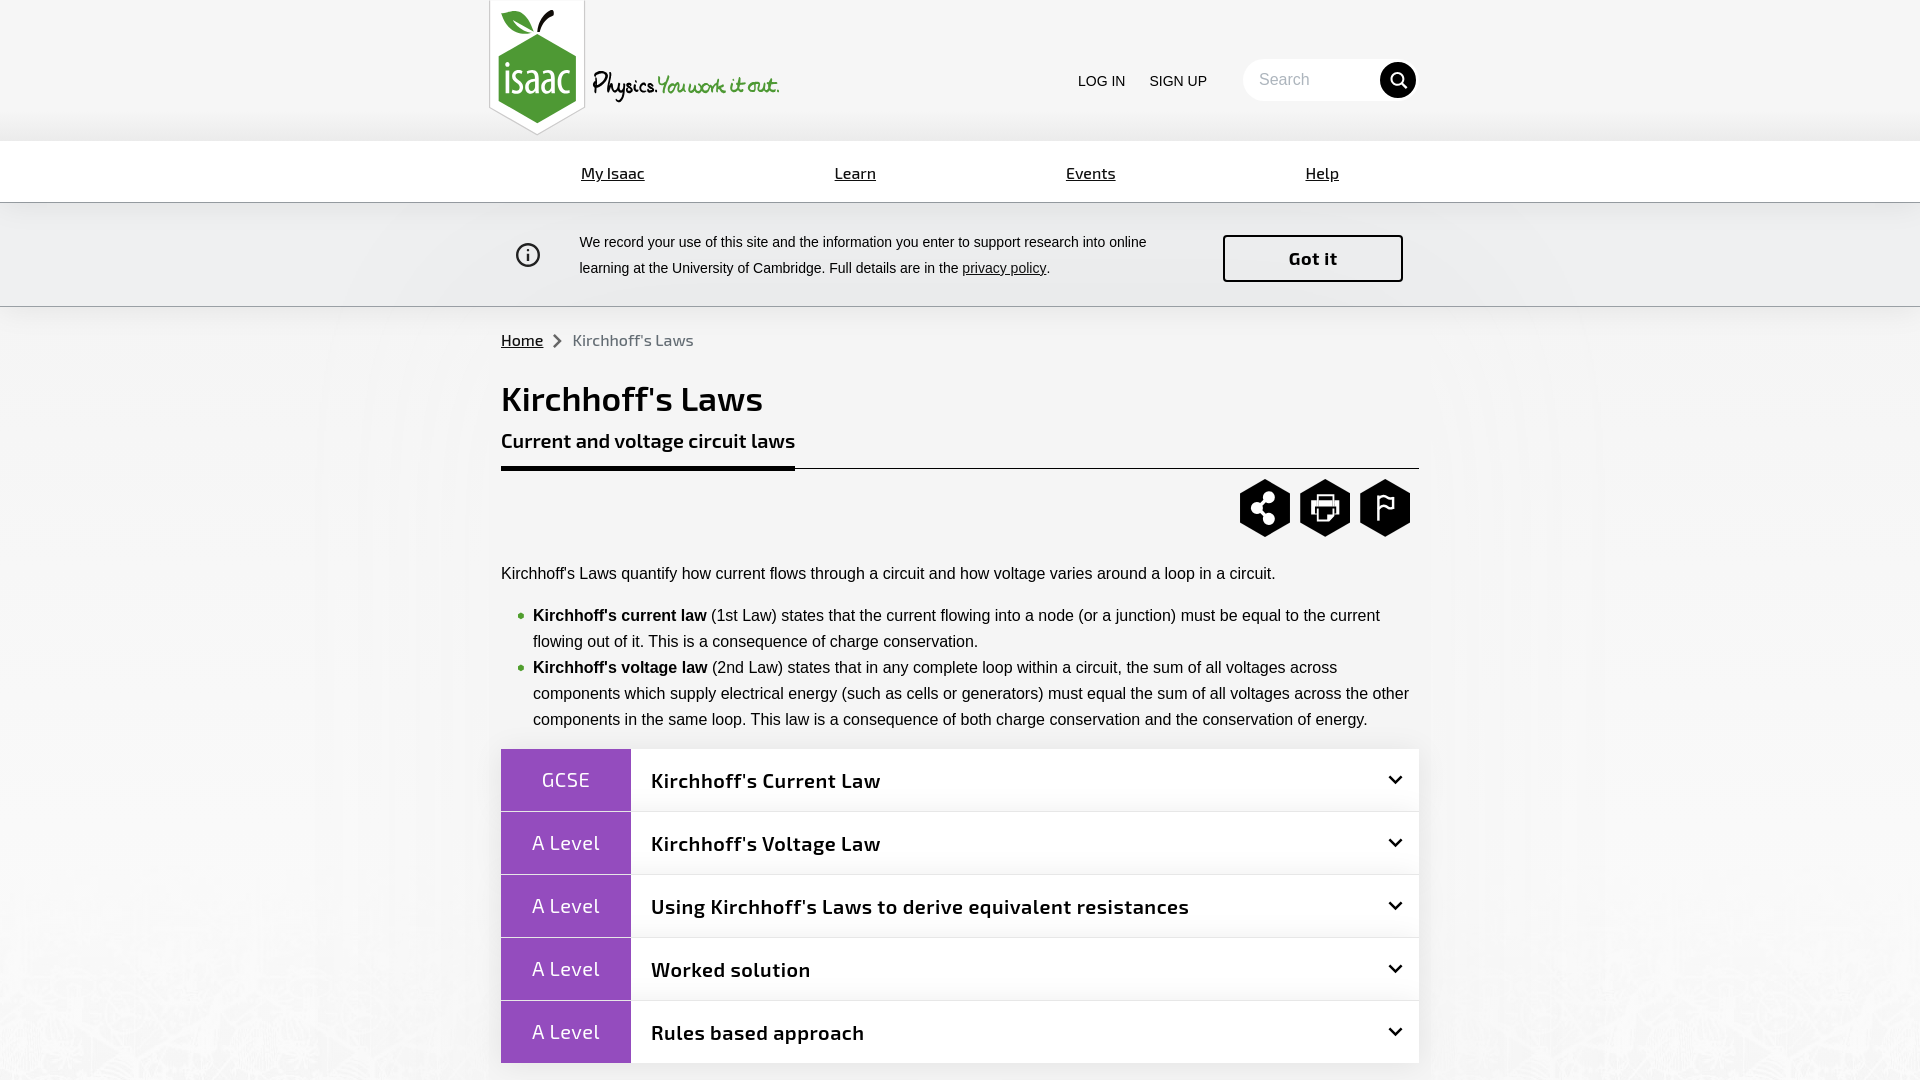 isaac
Physics. You work it out.
LOG IN
SIGN UP
Search
My Isaac
Learn
Events
Help
We record your use of this site and the information you enter to support research into online
learning at the University of Cambridge. Full details are in the privacy policy.
Got it
Home
Kirchhoff's Laws
Kirchhoff's Laws
Current and voltage circuit laws
Kirchhoff's Laws quantify how current flows through a circuit and how voltage varies around a loop in a circuit.
Kirchhoff's current law (1st Law) states that the current flowing into a node (or a junction) must be equal to the current
flowing out of it. This is a consequence of charge conservation.
Kirchhoff's voltage law (2nd Law) states that in any complete loop within a circuit, the sum of all voltages across
components which supply electrical energy (such as cells or generators) must equal the sum of all voltages across the other
components in the same loop. This law is a consequence of both charge conservation and the conservation of energy.
GCSE
Kirchhoff's Current Law
A Level
Kirchhoff's Voltage Law
A Level
Using Kirchhoff's Laws to derive equivalent resistances
A Level
Worked solution
A Level
Rules based approach